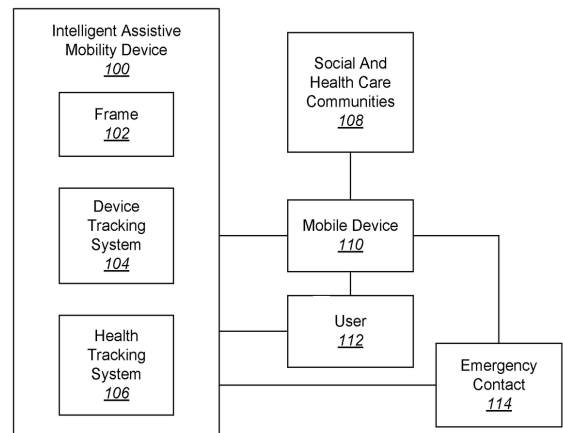 Intelligent Assistive
Mobility Device
100
Frame
102
Device
Tracking
System
104
Health
Tracking
System
106
Social And
Health Care
Communities
108
Mobile Device
110
User
112
Emergency
Contact
114